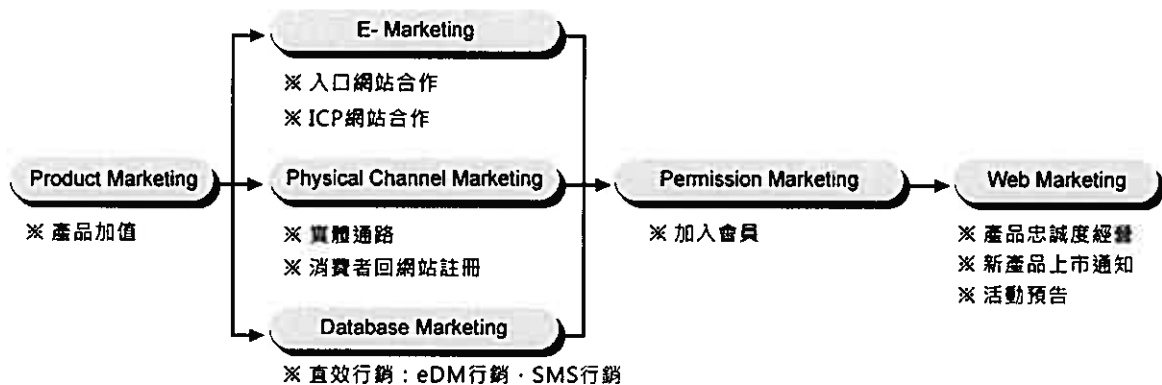 E- Marketing
※ 入口網站合作
※ ICP網站合作
Product Marketing
※ 產品加值
Physical Channel Marketing
※ 實體通路
※ 消費者回網站註冊
Database Marketing
※ 直效行銷：eDM行銷、SMS行銷
Permission Marketing
※ 加入會員
Web Marketing
※ 產品忠誠度經營
※ 新產品上市通知
※ 活動預告